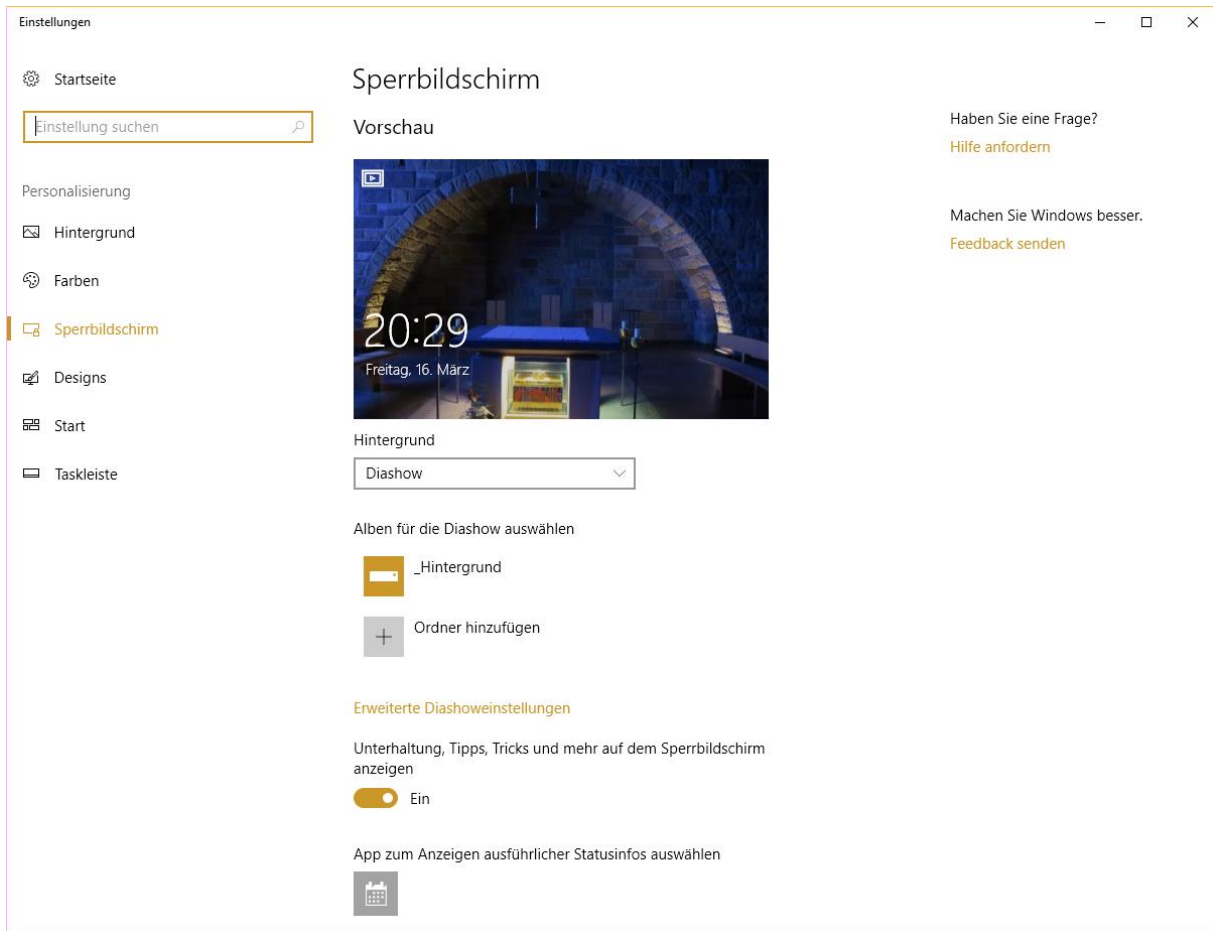 Einstellungen
Startseite
Einstellung suchen
Personalisierung
Hintergrund
Farben
Sperrbildschirm
Designs
Start
Taskleiste
Sperrbildschirm
Vorschau
20:29
Freitag, 16. März
Hintergrund
Diashow
Alben für die Diashow auswählen
_Hintergrund
Ordner hinzufügen
Erweiterte Diashoweinstellungen
Unterhaltung, Tipps, Tricks und mehr auf dem Sperrbildschirm
anzeigen
Ein
App zum Anzeigen ausführlicher Statusinfos auswählen
Haben Sie eine Frage?
Hilfe anfordern
Machen Sie Windows besser.
Feedback senden